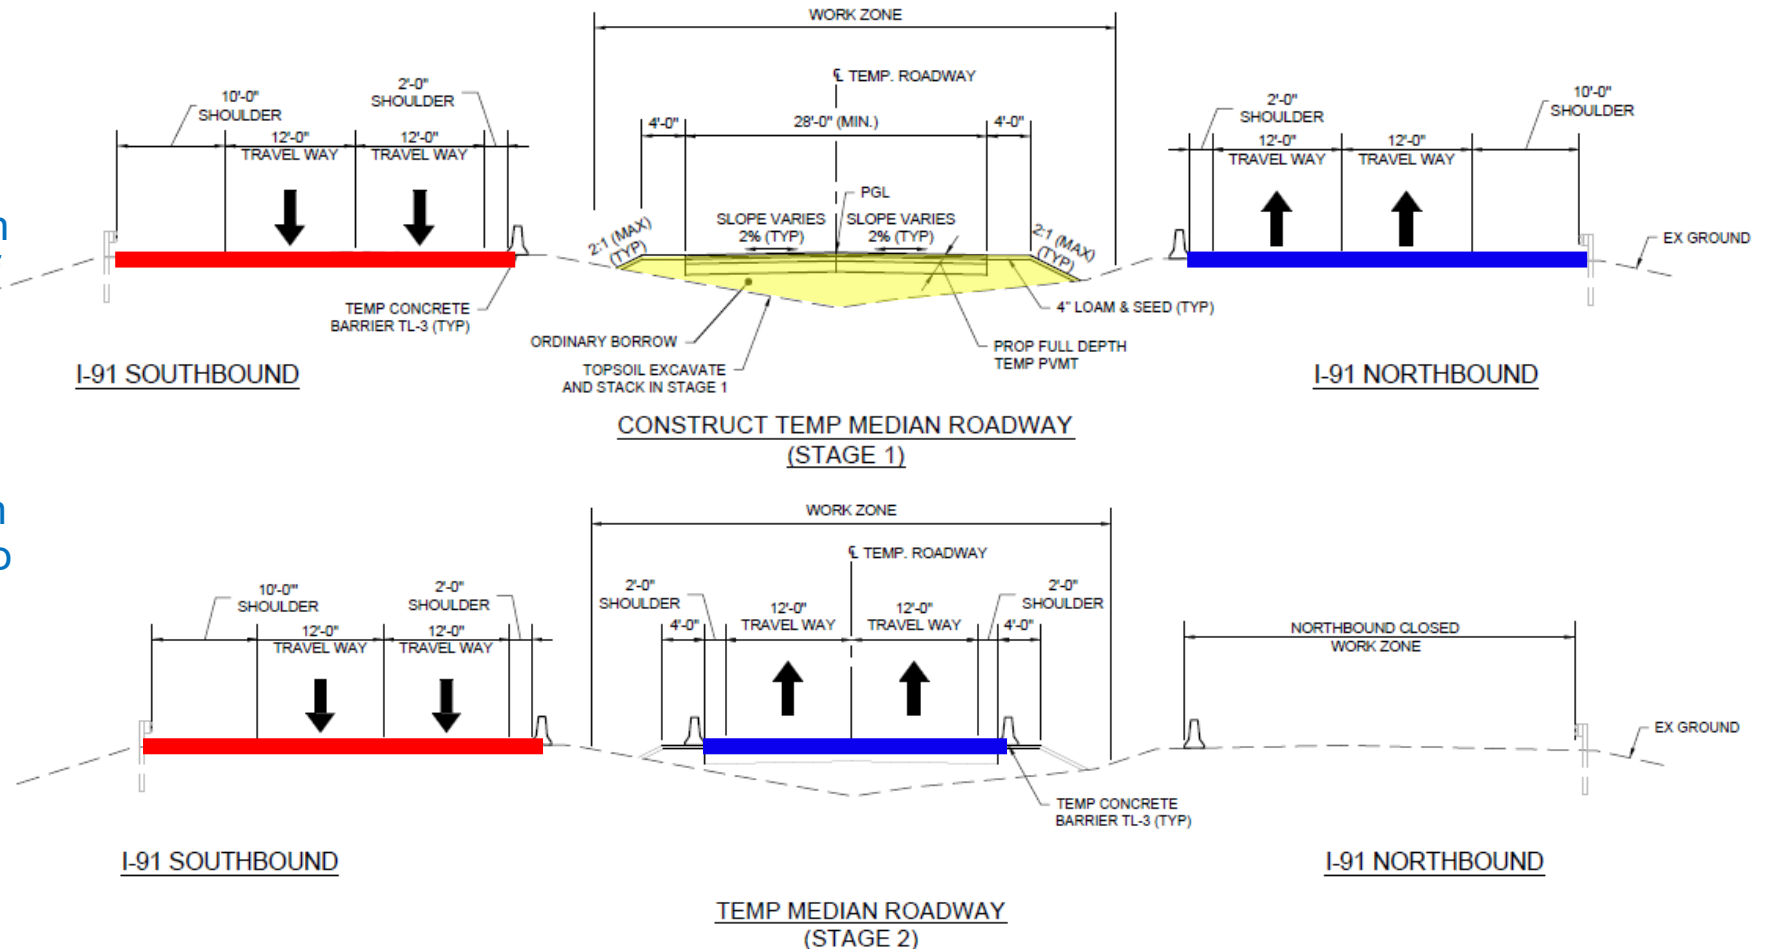 WORK ZONE
℄ TEMP. ROADWAY
10'-0"
SHOULDER
2'-0"
SHOULDER
12'-0"
TRAVEL WAY
12'-0"
TRAVEL WAY
4'-0"
28'-0" (MIN.)
4'-0"
2'-0"
SHOULDER
10'-0"
SHOULDER
12'-0"
TRAVEL WAY
12'-0"
TRAVEL WAY
PGL
2:1 (MAX)
(TYP)
SLOPE VARIES
2% (TYP)
SLOPE VARIES
2% (TYP)
2:1 (MAX)
(TYP)
EX GROUND
TEMP CONCRETE
BARRIER TL-3 (TYP)
4" LOAM & SEED (TYP)
ORDINARY BORROW
PROP FULL DEPTH
TEMP PVMT
TOPSOIL EXCAVATE
AND STACK IN STAGE 1
I-91 SOUTHBOUND
I-91 NORTHBOUND
CONSTRUCT TEMP MEDIAN ROADWAY
(STAGE 1)
WORK ZONE
℄ TEMP. ROADWAY
10'-0'"
SHOULDER
2'-0"
SHOULDER
12'-0"
TRAVEL WAY
12'-0"
TRAVEL WAY
2'-0"
SHOULDER
4'-0"
12'-0"
TRAVEL WAY
12'-0"
TRAVEL WAY
2'-0"
SHOULDER
4'-0"
NORTHBOUND CLOSED
WORK ZONE
EX GROUND
TEMP CONCRETE
BARRIER TL-3 (TYP)
I-91 SOUTHBOUND
I-91 NORTHBOUND
TEMP MEDIAN ROADWAY
(STAGE 2)